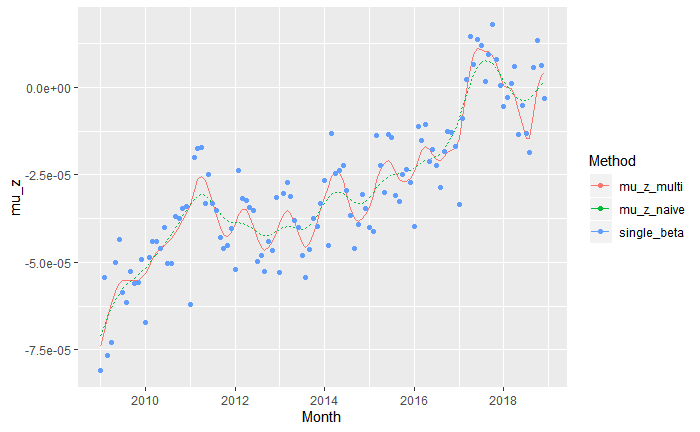 0.0e+00
-2.5e-05
-5.0e-05
-7.5e-05
mu_z
2010
2012
2014
2016
2018
Month
Method
mu_z_multi
mu_z_naive
single_beta